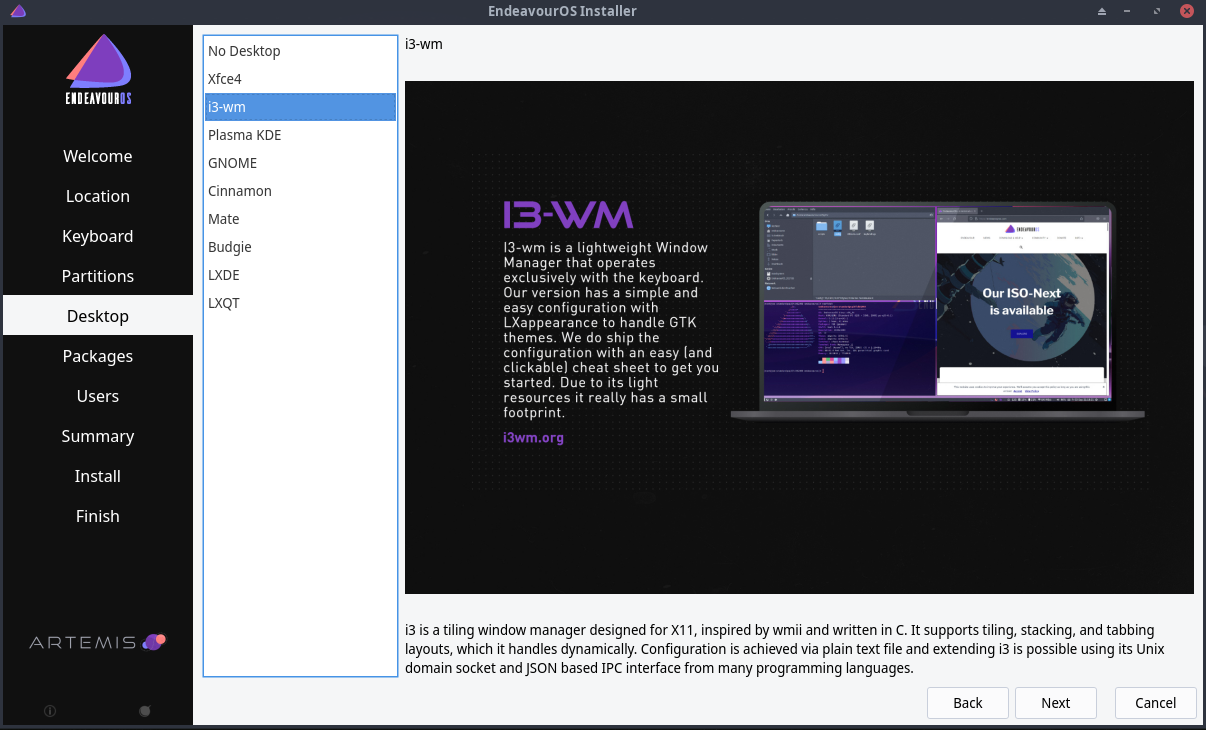 EndeavourOS Installer
ENDEAVOUROS
Welcome
Location
Keyboard
Partitions
Desktop
Packages
Users
Summary
Install
Finish
ARTEMIS
No Desktop
Xfce4
i3-wm
Plasma KDE
GNOME
Cinnamon
Mate
Budgie
LXDE
LXQT
i3-wm
I3-WM
I3-wm is a lightweight Window
Manager that operates
exclusively with the keyboard.
Our version has a simple and
easy configuration with
LXappearance to handle GTK
themes. We do ship the
configuration with an easy (and
clickable) cheat sheet to get you
started. Due to its light
resources it really has a small
footprint.
i3wm.org
ENDEAVOUROS
Our ISO-Next
is available
i3 is a tiling window manager designed for X11, inspired by wmii and written in C. It supports tiling, stacking, and tabbing
layouts, which it handles dynamically. Configuration is achieved via plain text file and extending i3 is possible using its Unix
domain socket and JSON based IPC interface from many programming languages.
Back
Next
Cancel